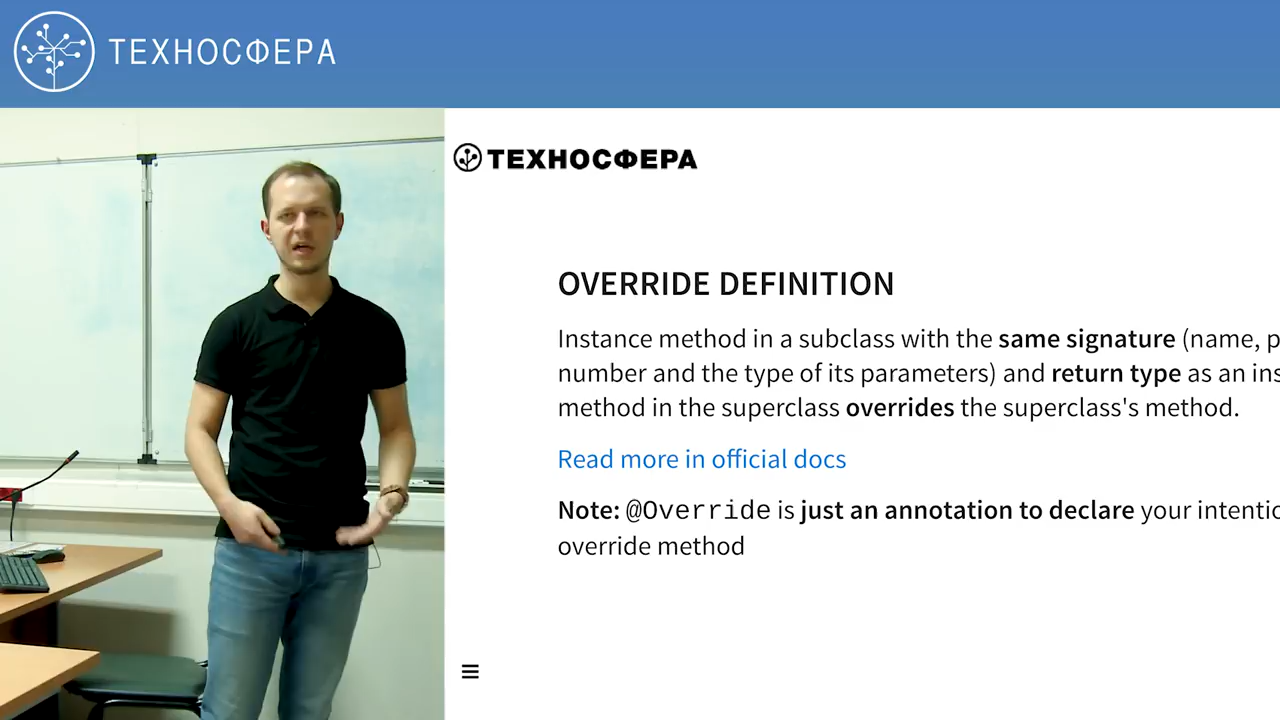 ТЕХНОСФЕРА
ТЕХНОСФЕРА
OVERRIDE DEFINITION
Instance method in a subclass with the same signature (name, p
number and the type of its parameters) and return type as an ins
method in the superclass overrides the superclass's method.
Read more in official docs
Note: @Override is just an annotation to declare your intentio
override method